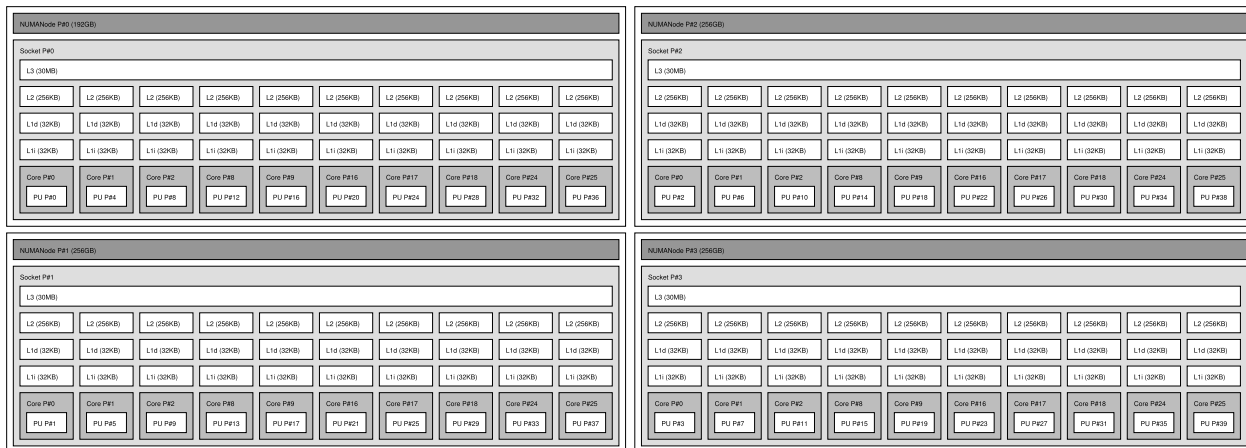 NUMANode P#0 (192GB)
Socket P#0
L3 (30MB)
L2 (256KB) L2 (256KB) L2 (256KB) L2 (256KB) L2 (256KB) L2 (256KB) L2 (256KB) L2 (256KB) L2 (256KB) L2 (256KB)
L1d (32KB) L1d (32KB) L1d (32KB) L1d (32KB) L1d (32KB) L1d (32KB) L1d (32KB) L1d (32KB) L1d (32KB) L1d (32KB)
L1i (32KB) L1i (32KB) L1i (32KB) L1i (32KB) L1i (32KB) L1i (32KB) L1i (32KB) L1i (32KB) L1i (32KB) L1i (32KB)
Core P#0 Core P#1 Core P#2 Core P#8 Core P#9 Core P#16 Core P#17 Core P#18 Core P#24 Core P#25
PU P#0 PU P#4 PU P#8 PU P#12 PU P#16 PU P#20 PU P#24 PU P#28 PU P#32 PU P#36
NUMANode P#2 (256GB)
Socket P#2
L3 (30MB)
L2 (256KB) L2 (256KB) L2 (256KB) L2 (256KB) L2 (256KB) L2 (256KB) L2 (256KB) L2 (256KB) L2 (256KB) L2 (256KB)
L1d (32KB) L1d (32KB) L1d (32KB) L1d (32KB) L1d (32KB) L1d (32KB) L1d (32KB) L1d (32KB) L1d (32KB) L1d (32KB)
L1i (32KB) L1i (32KB) L1i (32KB) L1i (32KB) L1i (32KB) L1i (32KB) L1i (32KB) L1i (32KB) L1i (32KB) L1i (32KB)
Core P#0 Core P#1 Core P#2 Core P#8 Core P#9 Core P#16 Core P#17 Core P#18 Core P#24 Core P#25
PU P#2 PU P#6 PU P#10 PU P#14 PU P#18 PU P#22 PU P#26 PU P#30 PU P#34 PU P#38
NUMANode P#1 (256GB)
Socket P#1
L3 (30MB)
L2 (256KB) L2 (256KB) L2 (256KB) L2 (256KB) L2 (256KB) L2 (256KB) L2 (256KB) L2 (256KB) L2 (256KB) L2 (256KB)
L1d (32KB) L1d (32KB) L1d (32KB) L1d (32KB) L1d (32KB) L1d (32KB) L1d (32KB) L1d (32KB) L1d (32KB) L1d (32KB)
L1i (32KB) L1i (32KB) L1i (32KB) L1i (32KB) L1i (32KB) L1i (32KB) L1i (32KB) L1i (32KB) L1i (32KB) L1i (32KB)
Core P#0 Core P#1 Core P#2 Core P#8 Core P#9 Core P#16 Core P#17 Core P#18 Core P#24 Core P#25
PU P#1 PU P#5 PU P#9 PU P#13 PU P#17 PU P#21 PU P#25 PU P#29 PU P#33 PU P#37
NUMANode P#3 (256GB)
Socket P#3
L3 (30MB)
L2 (256KB) L2 (256KB) L2 (256KB) L2 (256KB) L2 (256KB) L2 (256KB) L2 (256KB) L2 (256KB) L2 (256KB) L2 (256KB)
L1d (32KB) L1d (32KB) L1d (32KB) L1d (32KB) L1d (32KB) L1d (32KB) L1d (32KB) L1d (32KB) L1d (32KB) L1d (32KB)
L1i (32KB) L1i (32KB) L1i (32KB) L1i (32KB) L1i (32KB) L1i (32KB) L1i (32KB) L1i (32KB) L1i (32KB) L1i (32KB)
Core P#0 Core P#1 Core P#2 Core P#8 Core P#9 Core P#16 Core P#17 Core P#18 Core P#24 Core P#25
PU P#3 PU P#7 PU P#11 PU P#15 PU P#19 PU P#23 PU P#27 PU P#31 PU P#35 PU P#39